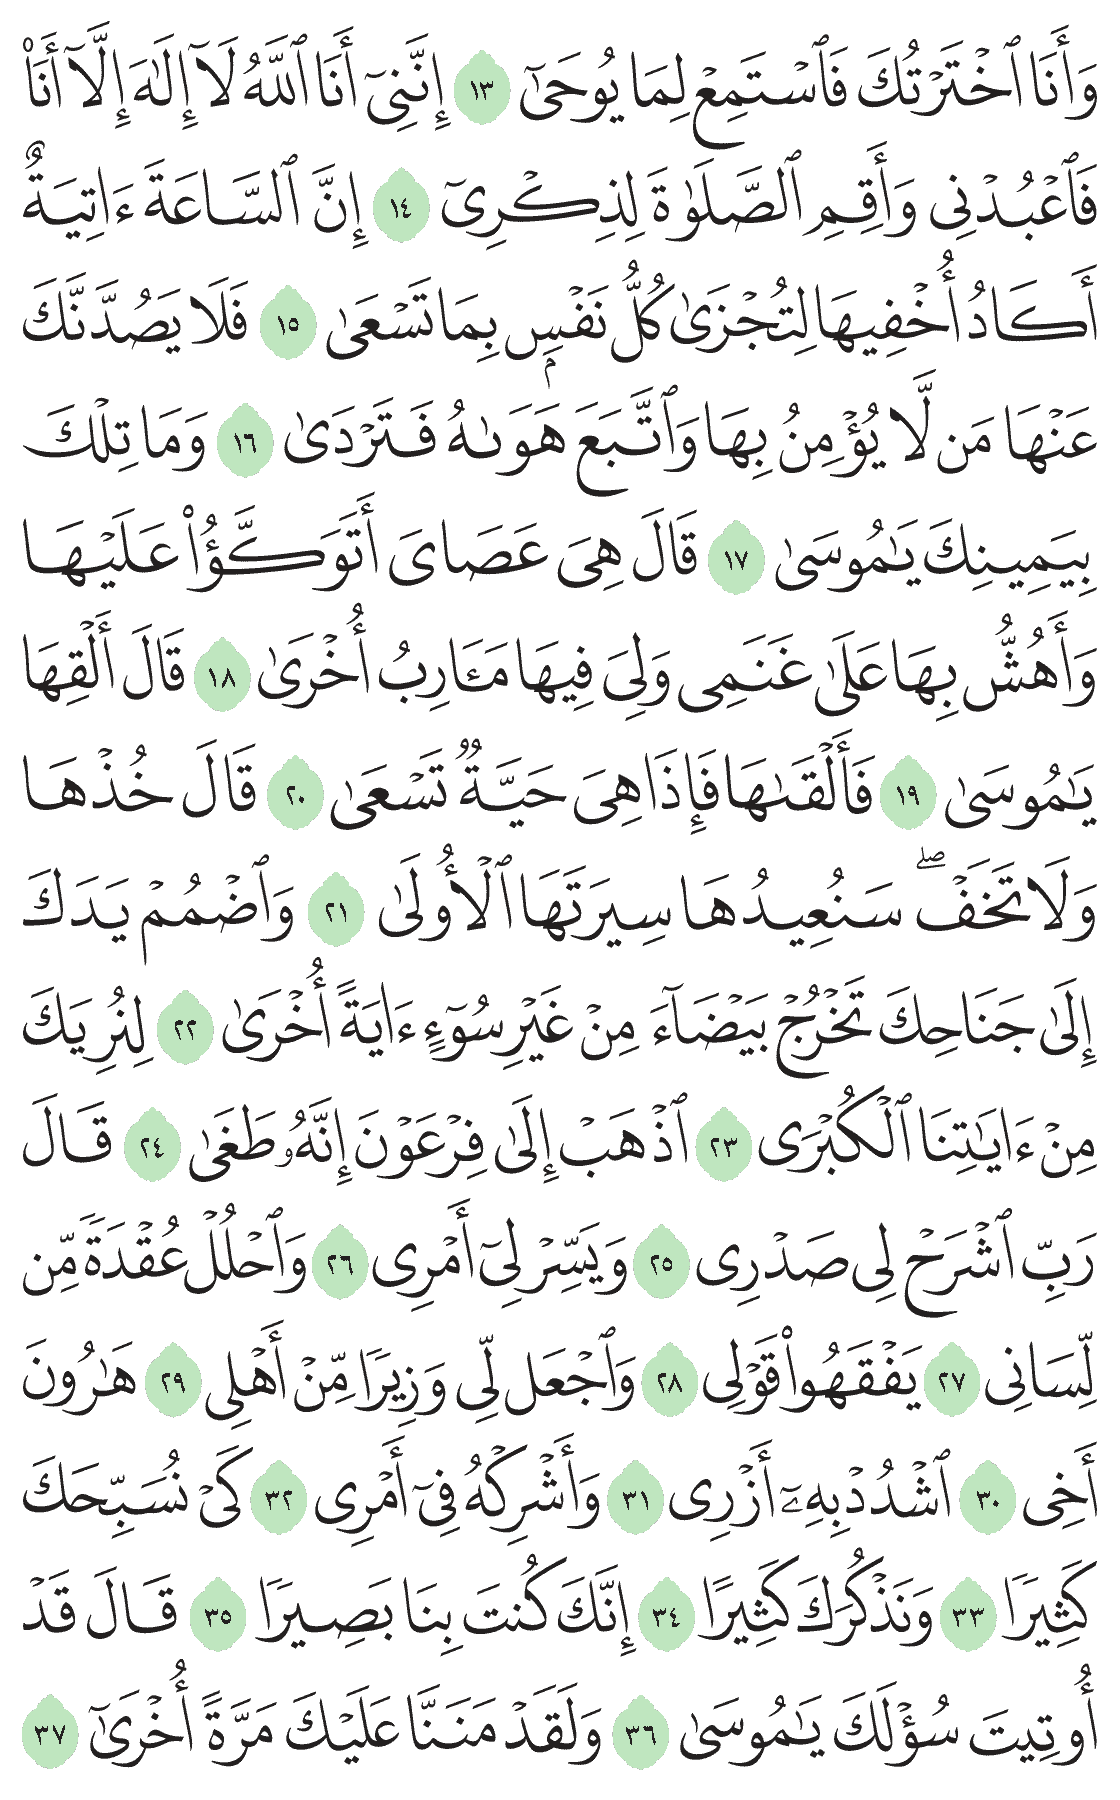 وَأَنَا ٱخْتَرْتُكَ فَٱسْتَمِعْ لِمَا يُوحَىٰٓ ١٣ إِنَّنِىٓ أَنَا ٱللَّهُ لَآ إِلَٰهَ إِلَّآ أَنَا۠
فَٱعْبُدْنِى وَأَقِمِ ٱلصَّلَوٰةَ لِذِكْرِىٓ ١٤ إِنَّ ٱلسَّاعَةَ ءَاتِيَةٌ
أَكَادُ أُخْفِيهَا لِتُجْزَىٰ كُلُّ نَفْسٍۭ بِمَا تَسْعَىٰ ١٥ فَلَا يَصُدَّنَّكَ
عَنْهَا مَن لَّا يُؤْمِنُ بِهَا وَٱتَّبَعَ هَوَىٰهُ فَتَرْدَىٰ ١٦ وَمَا تِلْكَ
بِيَمِينِكَ يَٰمُوسَىٰ ١٧ قَالَ هِىَ عَصَاىَ أَتَوَكَّؤُا۟ عَلَيْهَا
وَأَهُشُّ بِهَا عَلَىٰ غَنَمِى وَلِىَ فِيهَا مَـَٔارِبُ أُخْرَىٰ ١٨ قَالَ أَلْقِهَا
يَٰمُوسَىٰ ١٩ فَأَلْقَىٰهَا فَإِذَا هِىَ حَيَّةٌ تَسْعَىٰ ٢٠ قَالَ خُذْهَا
وَلَا تَخَفْ ۖ سَنُعِيدُهَا سِيرَتَهَا ٱلْأُولَىٰ ٢١ وَٱضْمُمْ يَدَكَ
إِلَىٰ جَنَاحِكَ تَخْرُجْ بَيْضَآءَ مِنْ غَيْرِ سُوٓءٍ ءَايَةً أُخْرَىٰ ٢٢ لِنُرِيَكَ
مِنْ ءَايَٰتِنَا ٱلْكُبْرَى ٢٣ ٱذْهَبْ إِلَىٰ فِرْعَوْنَ إِنَّهُۥ طَغَىٰ ٢٤ قَالَ
رَبِّ ٱشْرَحْ لِى صَدْرِى ٢٥ وَيَسِّرْ لِىٓ أَمْرِى ٢٦ وَٱحْلُلْ عُقْدَةً مِّن
لِّسَانِى ٢٧ يَفْقَهُوا۟ قَوْلِى ٢٨ وَٱجْعَل لِّى وَزِيرًا مِّنْ أَهْلِى ٢٩ هَٰرُونَ
أَخِى ٣٠ ٱشْدُدْ بِهِۦٓ أَزْرِى ٣١ وَأَشْرِكْهُ فِىٓ أَمْرِى ٣٢ كَىْ نُسَبِّحَكَ
كَثِيرًا ٣٣ وَنَذْكُرَكَ كَثِيرًا ٣٤ إِنَّكَ كُنتَ بِنَا بَصِيرًا ٣٥ قَالَ قَدْ
أُوتِيتَ سُؤْلَكَ يَٰمُوسَىٰ ٣٦ وَلَقَدْ مَنَنَّا عَلَيْكَ مَرَّةً أُخْرَىٰٓ ٣٧